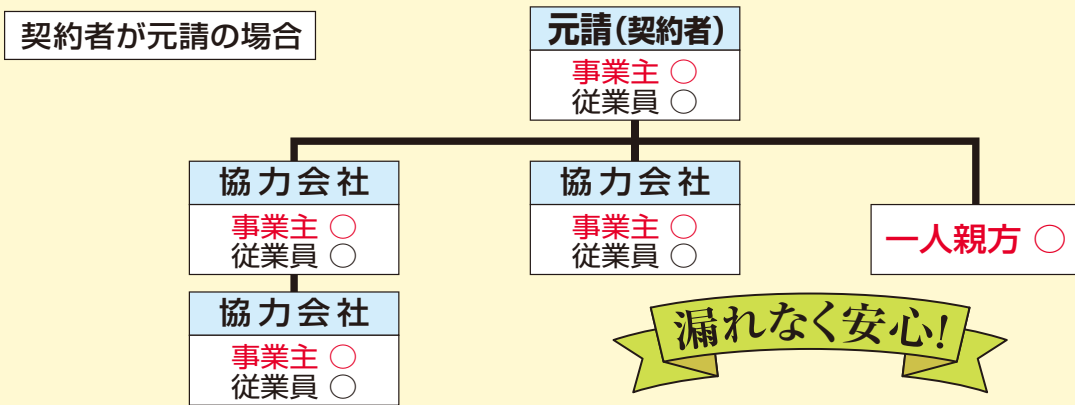 契約者が元請の場合
元請(契約者)
事業主 ○
従業員 ○
協力会社
事業主 ○
従業員 ○
協力会社
事業主 ○
従業員 ○
一人親方 ○
協力会社
事業主 ○
従業員 ○
漏れなく安心!